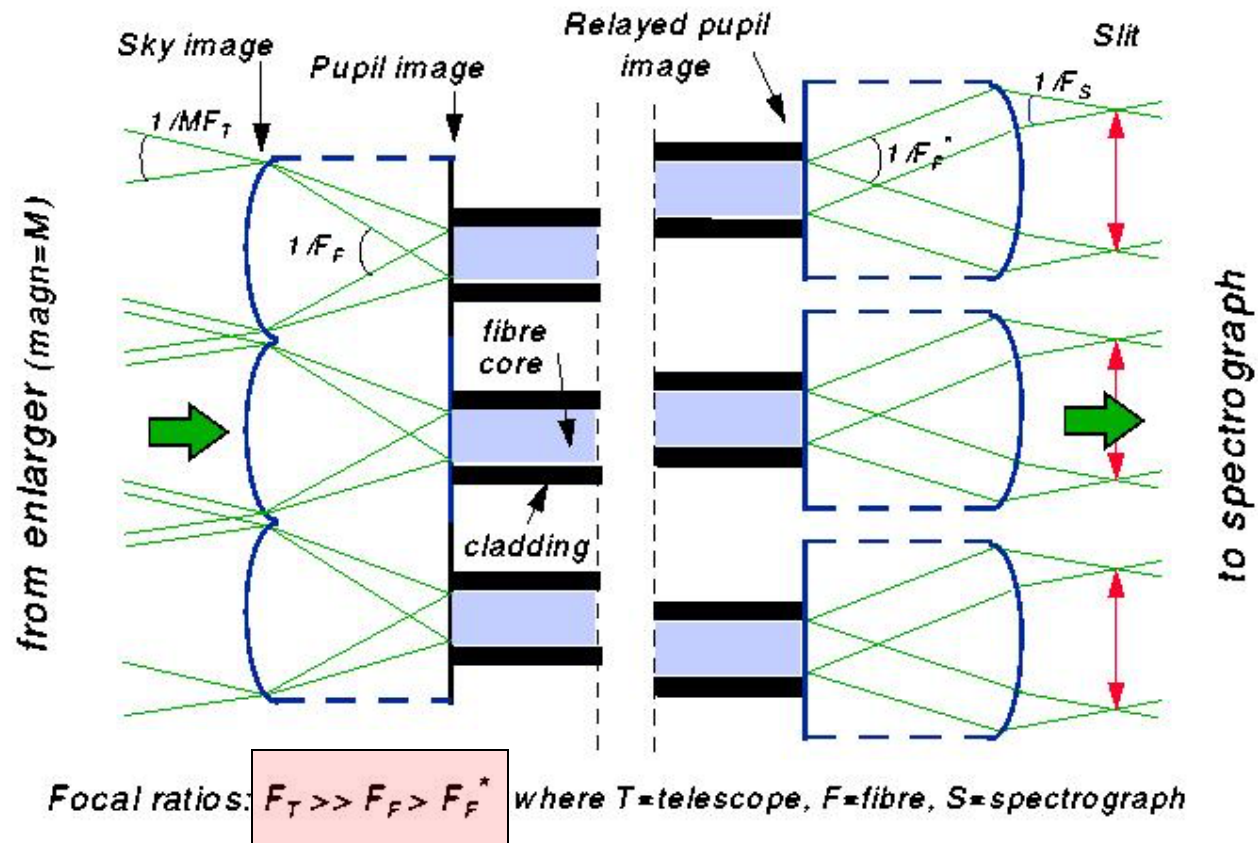 Sky image
Pupil image
Relayed pupil
image
Slit
1/MF_T
1/F_F
1/F_F*
1/F_S
from enlarger (magn=M)
fibre
core
cladding
to spectrograph
Focal ratios: F_T >> F_F > F_F* where T=telescope, F=fibre, S=spectrograph